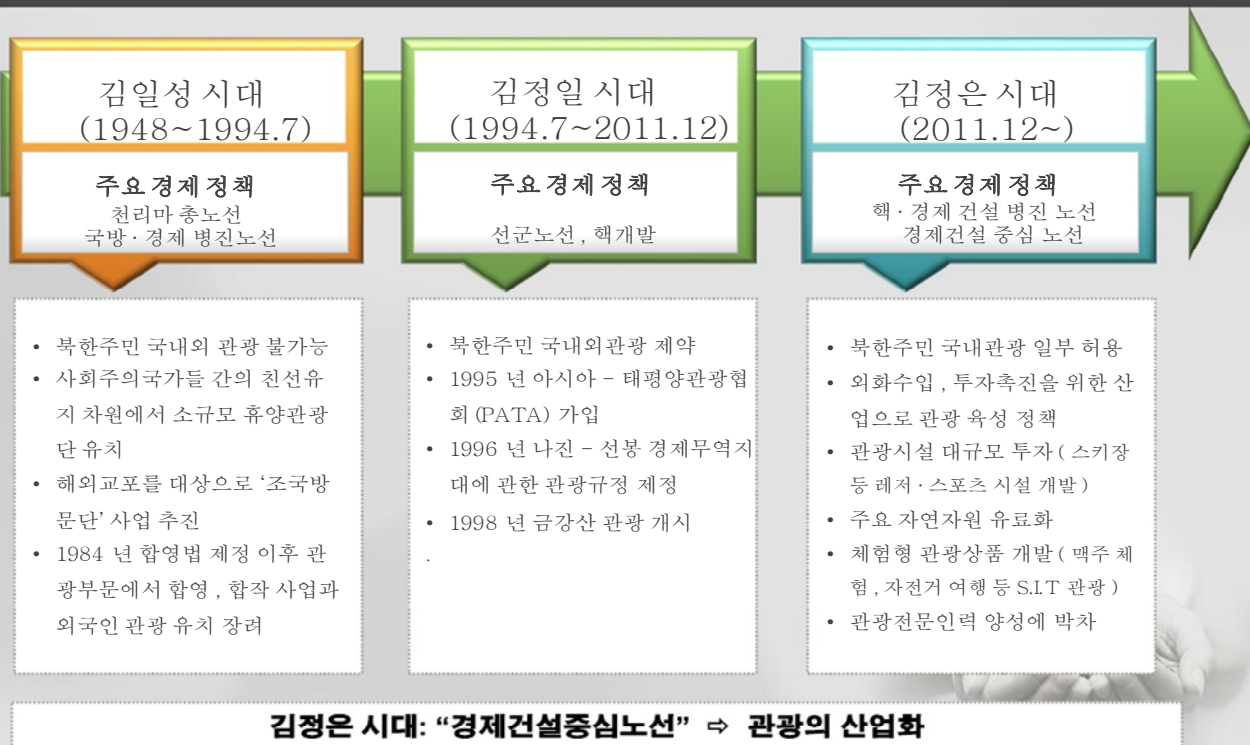 김일성 시대
(1948~1994.7)
주요 경제 정책
천리마 총노선
국방 · 경제 병진노선
• 북한주민 국내외 관광 불가능
• 사회주의국가들 간의 친선유
지 차원에서 소규모 휴양관광
단 유치
• 해외교포를 대상으로 ‘조국방
문단’ 사업 추진
• 1984 년 합영법 제정 이후 관
광부문에서 합영 , 합작 사업과
외국인 관광 유치 장려
김정일 시대
(1994.7~2011.12)
주요 경제 정책
선군노선 , 핵개발
• 북한주민 국내외관광 제약
• 1995 년 아시아 – 태평양관광협
회 (PATA) 가입
• 1996 년 나진 – 선봉 경제무역지
대에 관한 관광규정 제정
• 1998 년 금강산 관광 개시
.
김정은 시대
(2011.12~)
주요 경제 정책
핵 · 경제 건설 병진 노선
경제건설 중심 노선
• 북한주민 국내관광 일부 허용
• 외화수입 , 투자촉진을 위한 산
업으로 관광 육성 정책
• 관광시설 대규모 투자 ( 스키장
등 레저 · 스포츠 시설 개발 )
• 주요 자연자원 유료화
• 체험형 관광상품 개발 ( 맥주 체
험 , 자전거 여행 등 S.I.T 관광 )
• 관광전문인력 양성에 박차
김정은 시대: “경제건설중심노선” ⇨ 관광의 산업화